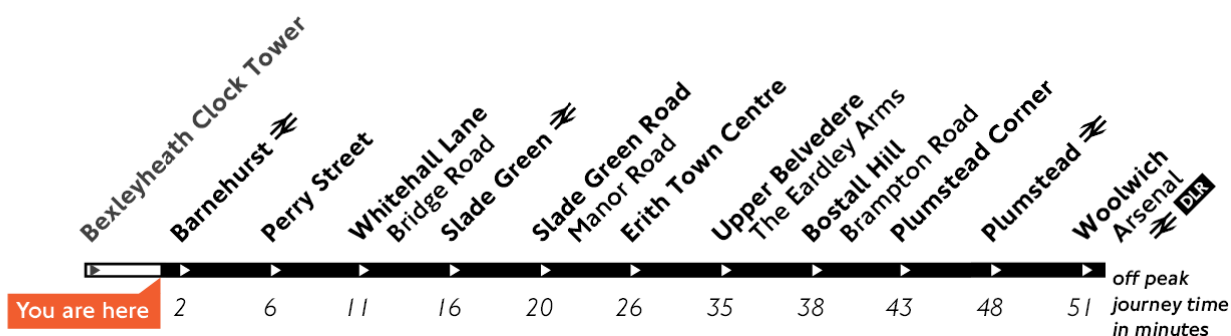 Bexleyheath Clock Tower
Barnehurst
Perry Street
Whitehall Lane
Bridge Road
Slade Green
Slade Green Road
Manor Road
Erith Town Centre
Upper Belvedere
The Eardley Arms
Bostall Hill
Brampton Road
Plumstead Corner
Plumstead
Woolwich
Arsenal
DLR
You are here
2 6 11 16 20 26 35 38 43 48 51
off peak
journey time
in minutes